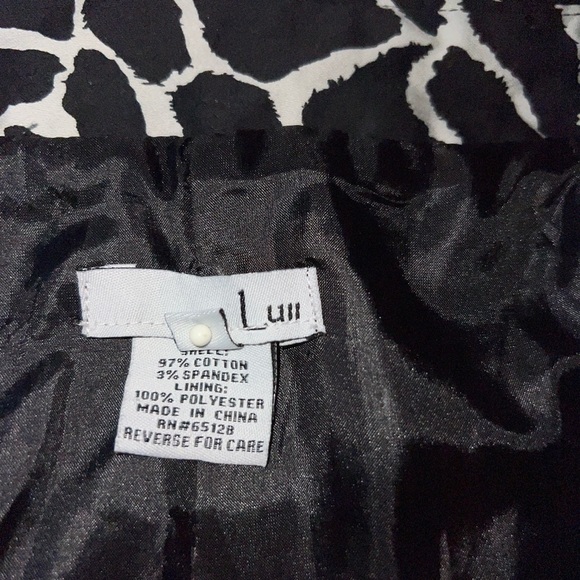 Luii
SHELL:
97% COTTON
3% SPANDEX
LINING:
100% POLYESTER
MADE IN CHINA
RN#65128
REVERSE FOR CARE